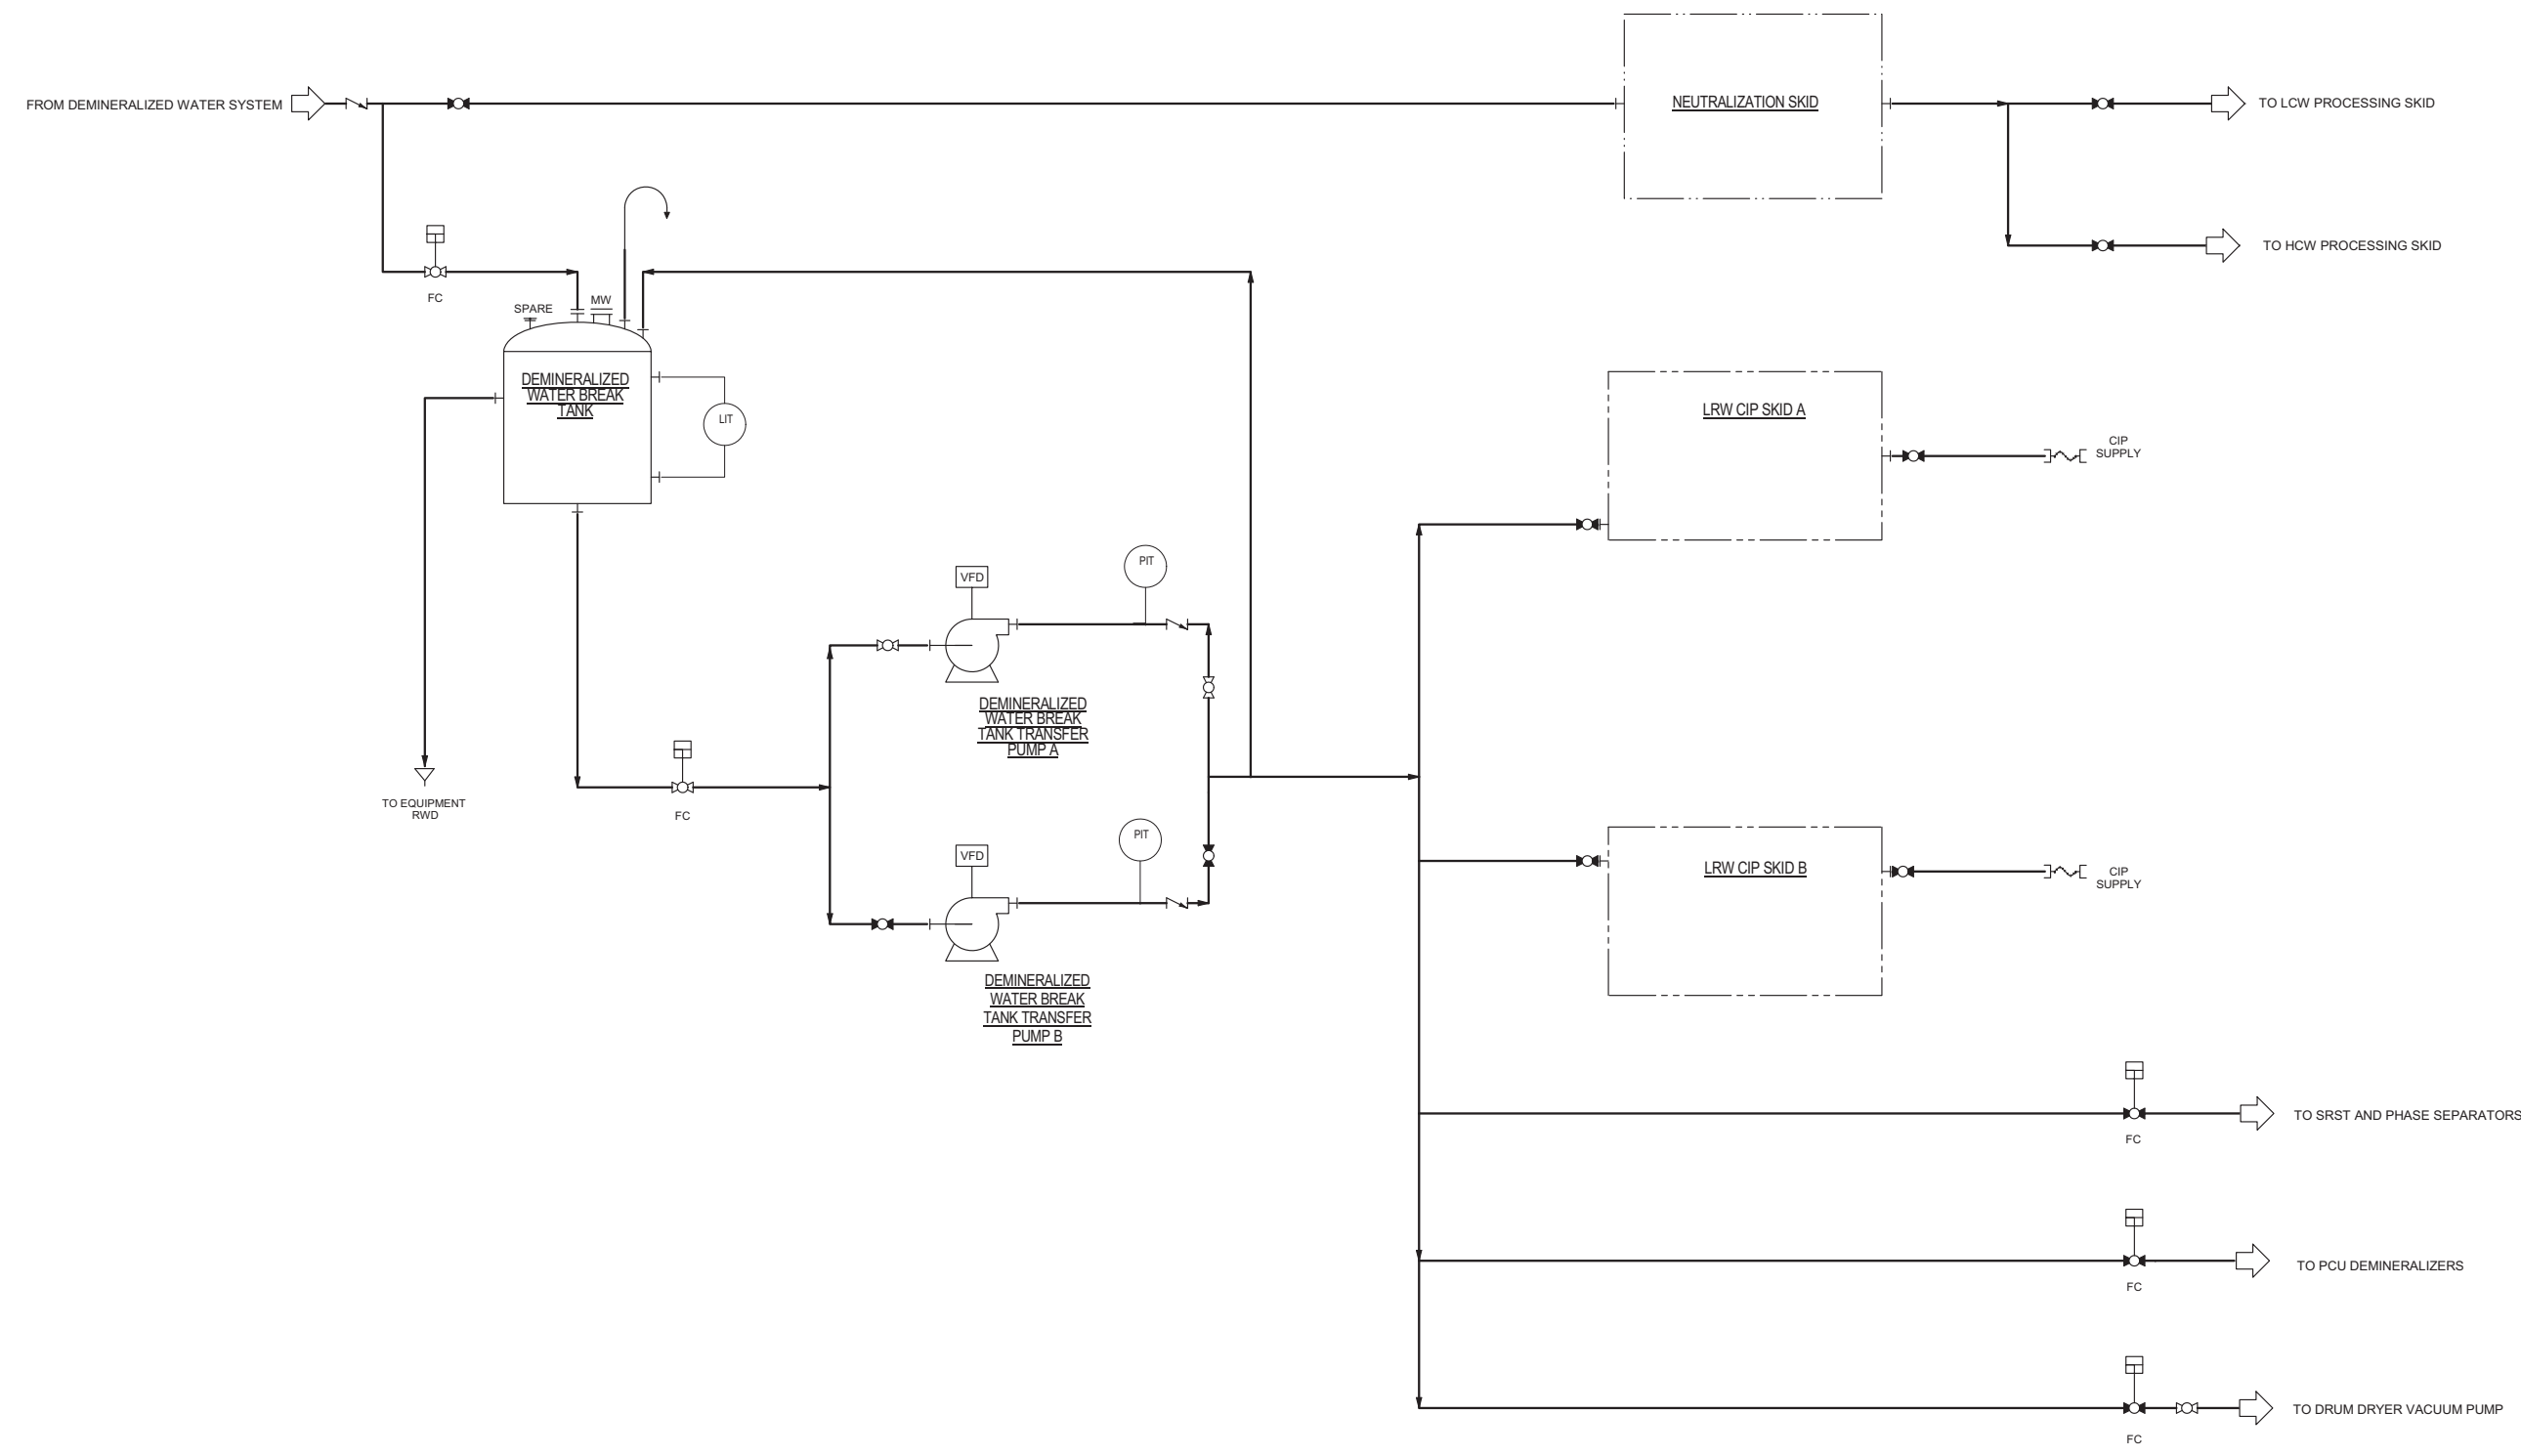 FROM DEMINERALIZED WATER SYSTEM
NEUTRALIZATION SKID
TO LCW PROCESSING SKID
TO HCW PROCESSING SKID
FC
SPARE
MW
DEMINERALIZED
WATER BREAK
TANK
LIT
LRW CIP SKID A
CIP
SUPPLY
PIT
VFD
DEMINERALIZED
WATER BREAK
TANK TRANSFER
PUMP A
TO EQUIPMENT
RWD
FC
PIT
VFD
LRW CIP SKID B
CIP
SUPPLY
DEMINERALIZED
WATER BREAK
TANK TRANSFER
PUMP B
TO SRST AND PHASE SEPARATORS
FC
TO PCU DEMINERALIZERS
FC
TO DRUM DRYER VACUUM PUMP
FC